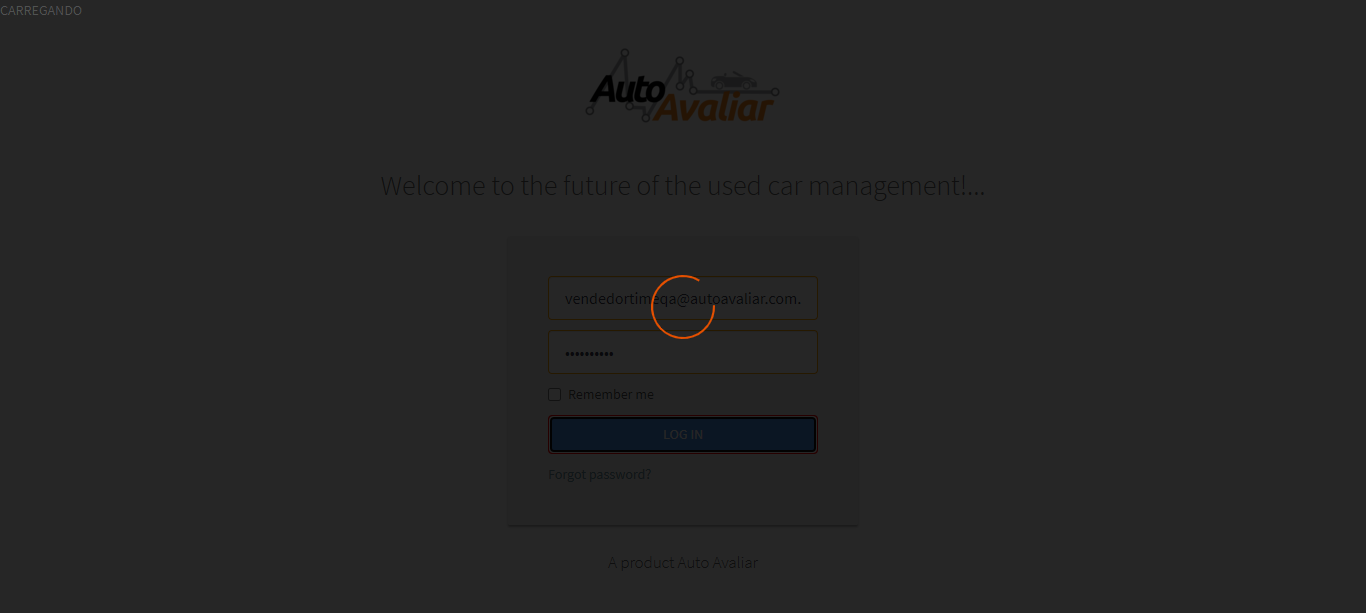 CARREGANDO
Auto
Avaliar
Welcome to the future of the used car management!...
vendedortimeqa@autoavaliar.com.
••••••••••
Remember me
LOG IN
Forgot password?
A product Auto Avaliar